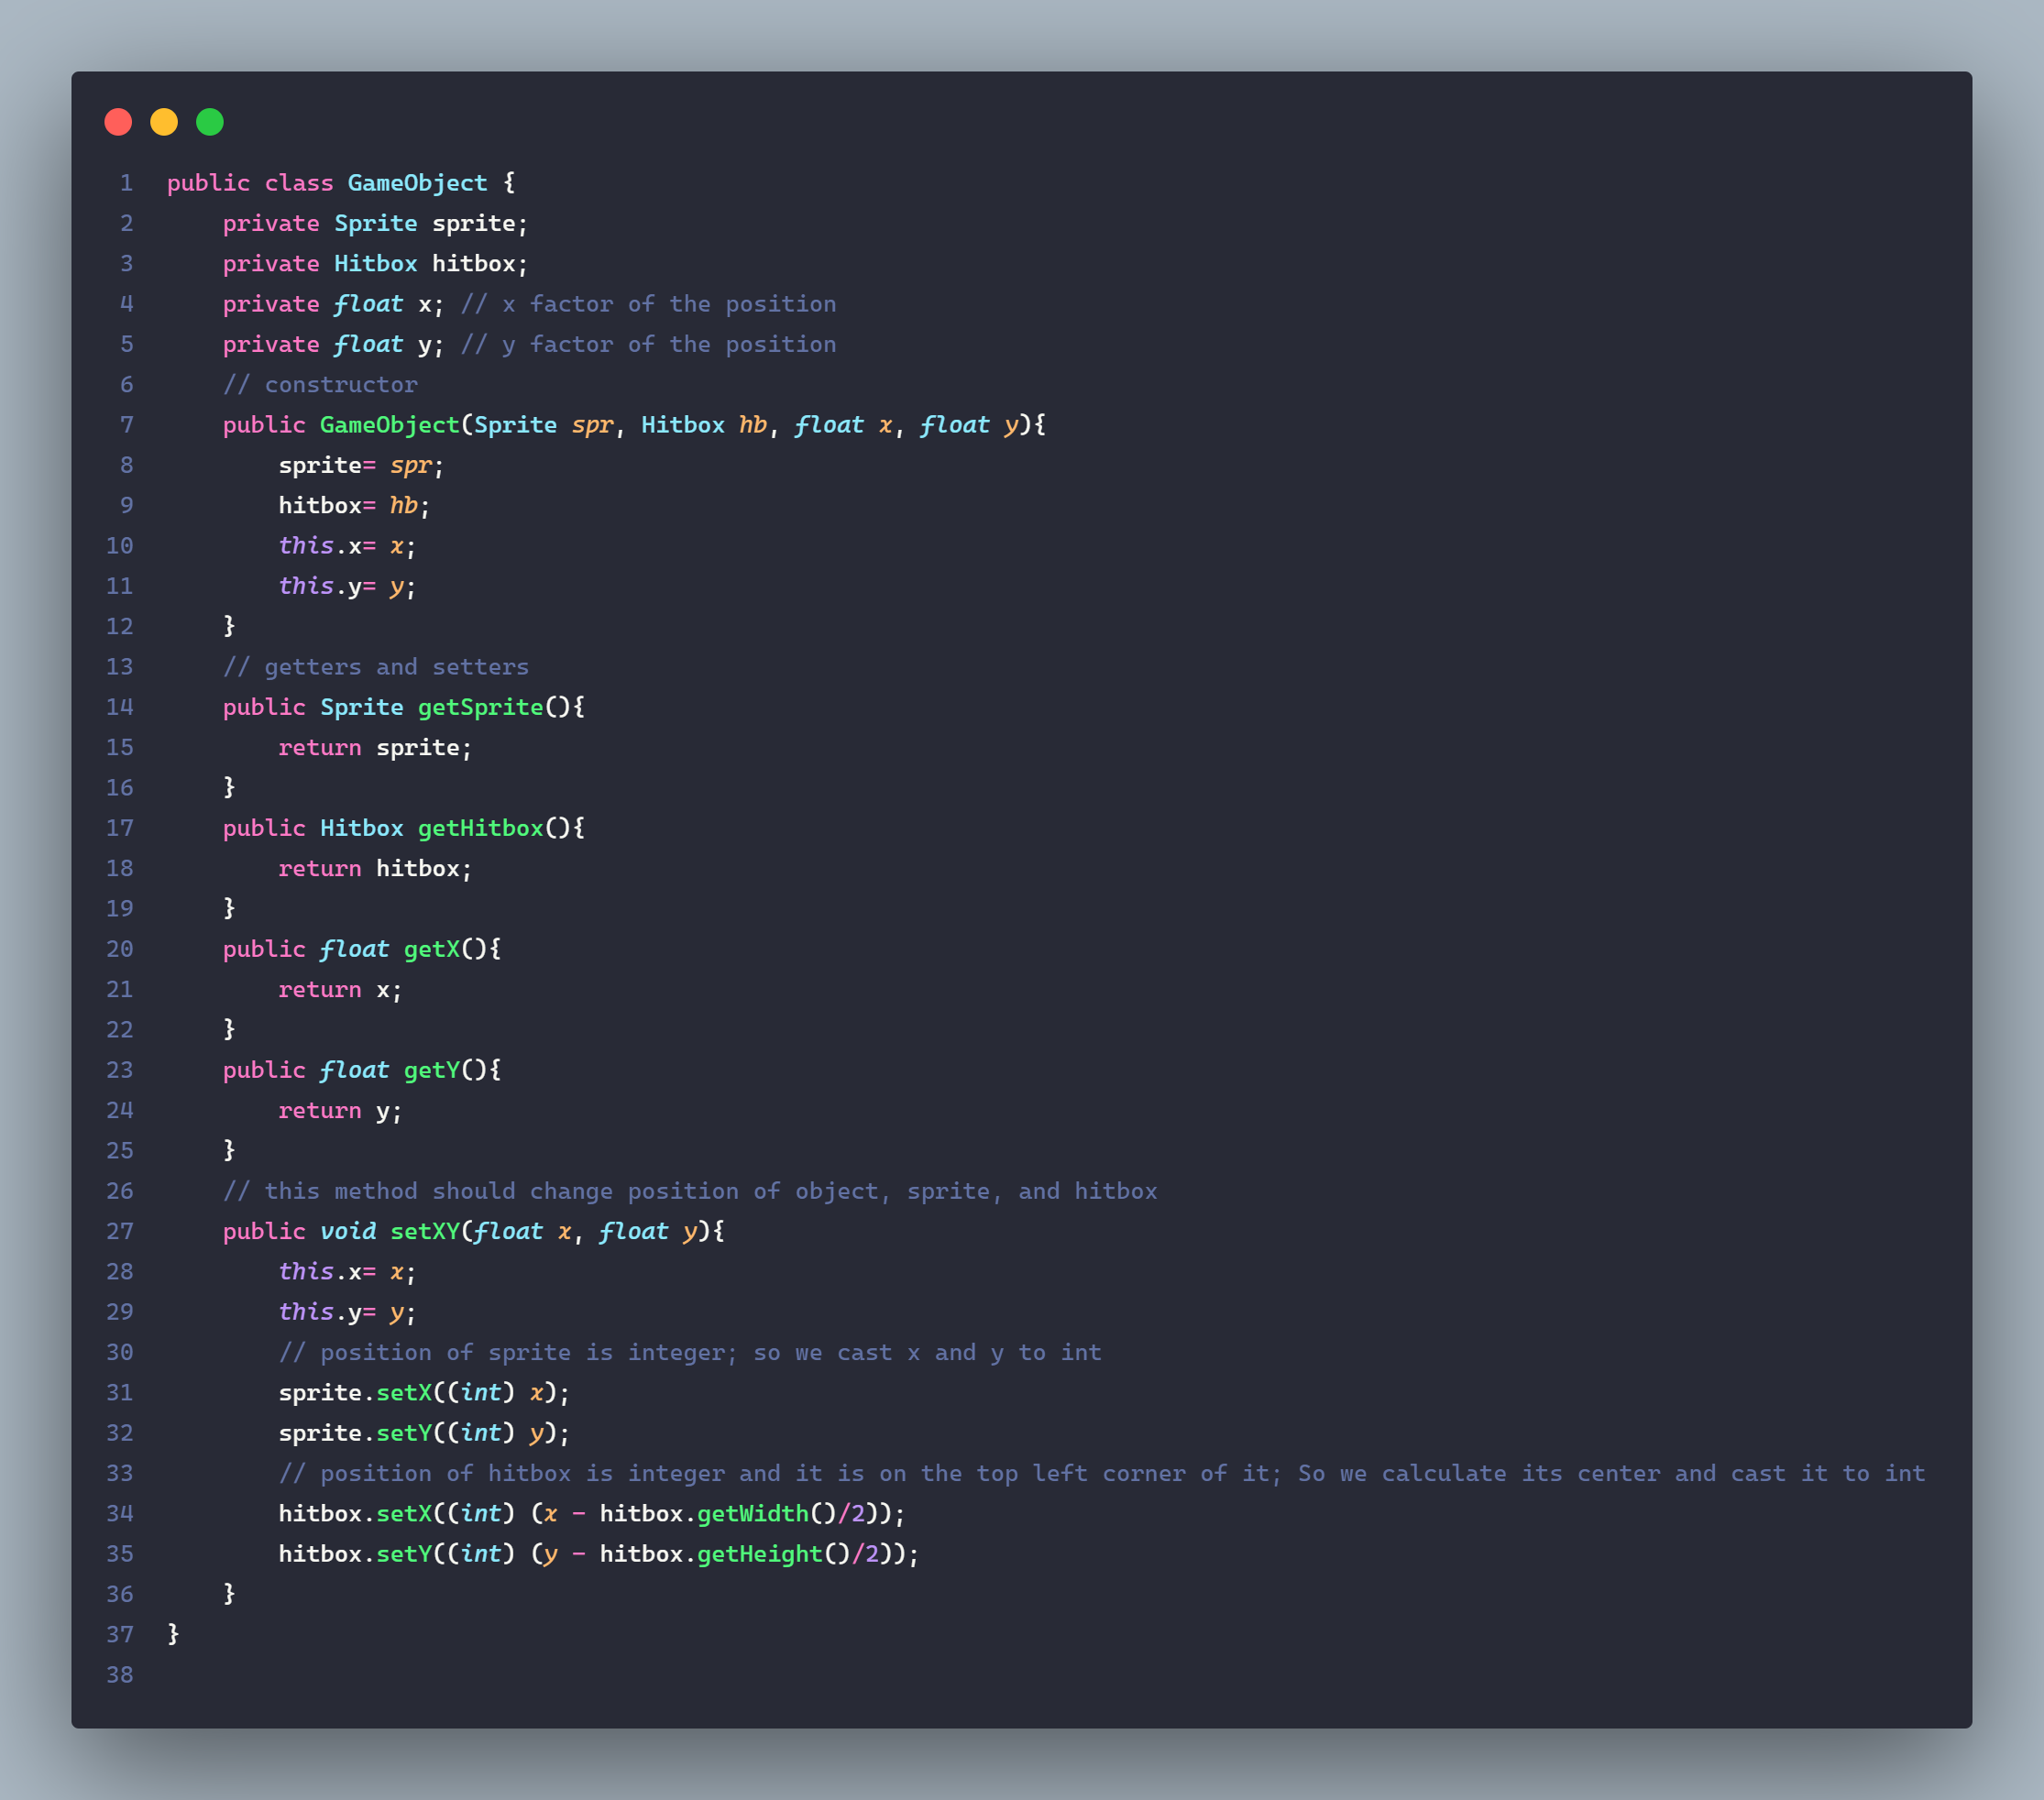 1 public class GameObject {
2 private Sprite sprite;
3 private Hitbox hitbox;
4 private float x; // x factor of the position
5 private float y; // y factor of the position
6 // constructor
7 public GameObject(Sprite spr, Hitbox hb, float x, float y){
8 sprite= spr;
9 hitbox= hb;
10 this.x= x;
11 this.y= y;
12 }
13 // getters and setters
14 public Sprite getSprite(){
15 return sprite;
16 }
17 public Hitbox getHitbox(){
18 return hitbox;
19 }
20 public float getX(){
21 return x;
22 }
23 public float getY(){
24 return y;
25 }
26 // this method should change position of object, sprite, and hitbox
27 public void setXY(float x, float y){
28 this.x= x;
29 this.y= y;
30 // position of sprite is integer; so we cast x and y to int
31 sprite.setX((int) x);
32 sprite.setY((int) y);
33 // position of hitbox is integer and it is on the top left corner of it; So we calculate its center and cast it to int
34 hitbox.setX((int) (x - hitbox.getWidth()/2));
35 hitbox.setY((int) (y - hitbox.getHeight()/2));
36 }
37 }
38